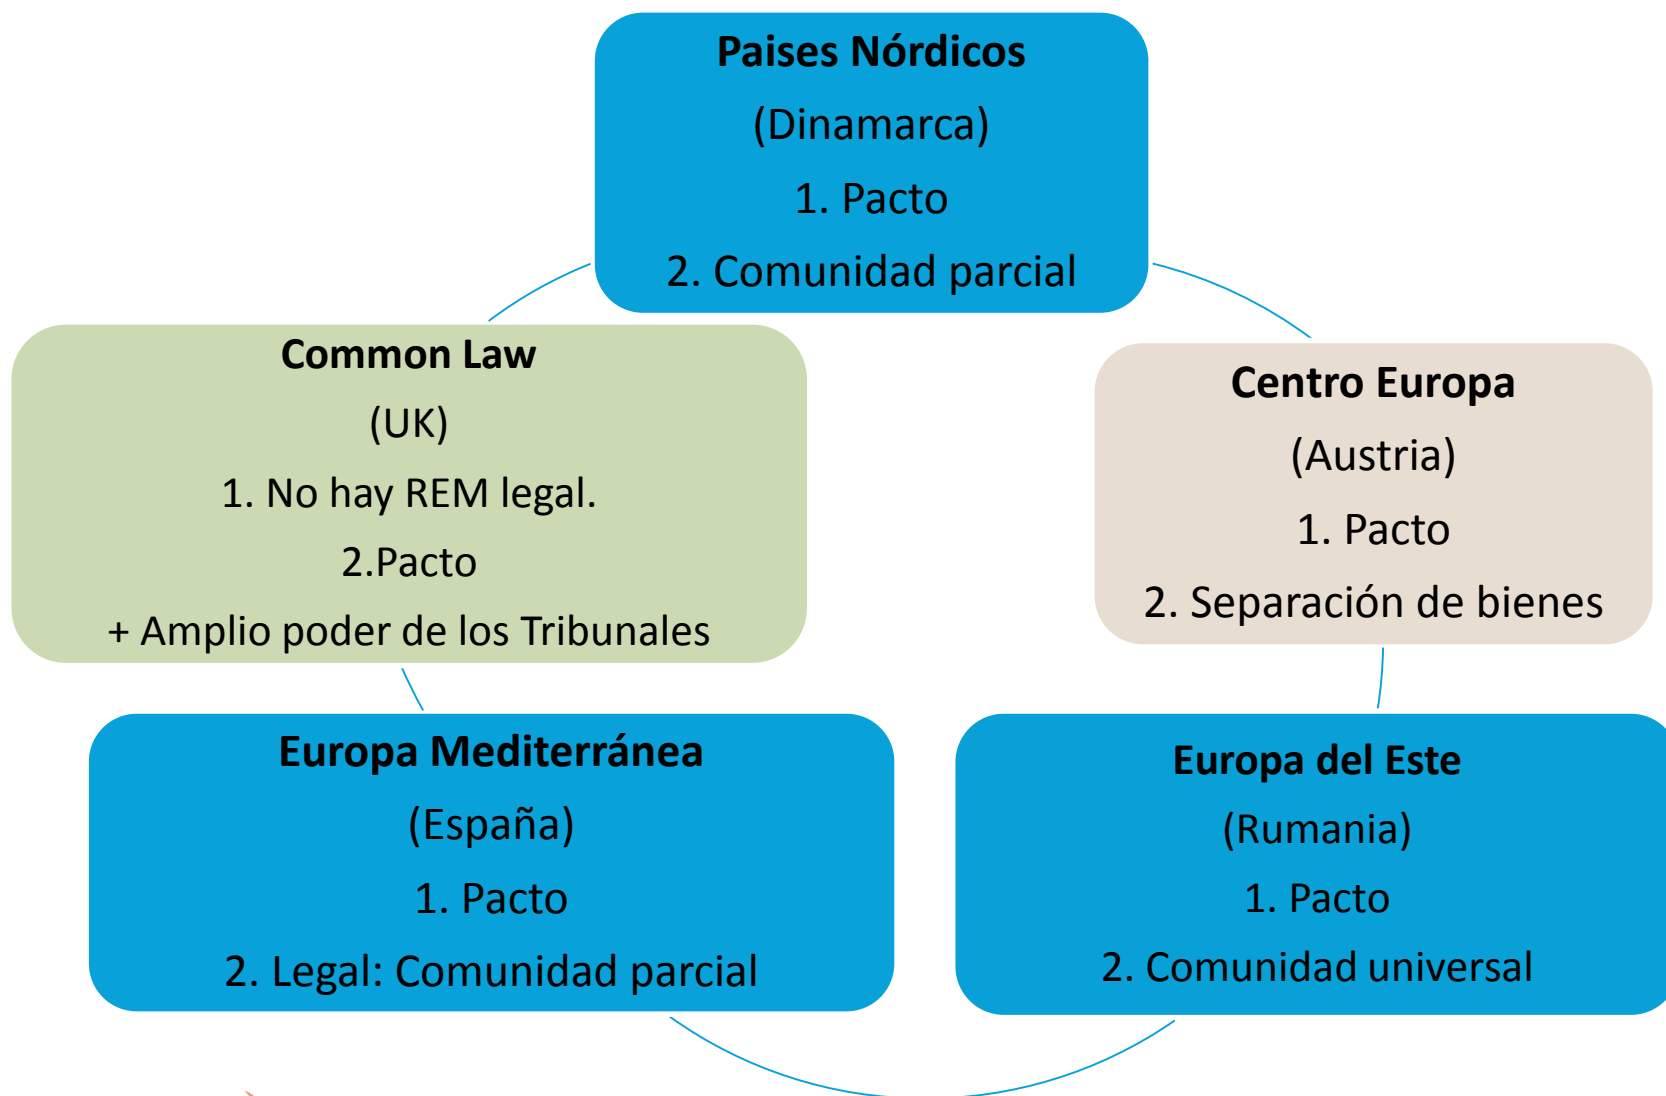 Paises Nórdicos
(Dinamarca)
1. Pacto
2. Comunidad parcial
Common Law
(UK)
1. No hay REM legal.
2.Pacto
+ Amplio poder de los Tribunales
Centro Europa
(Austria)
1. Pacto
2. Separación de bienes
Europa Mediterránea
(España)
1. Pacto
2. Legal: Comunidad parcial
Europa del Este
(Rumania)
1. Pacto
2. Comunidad universal